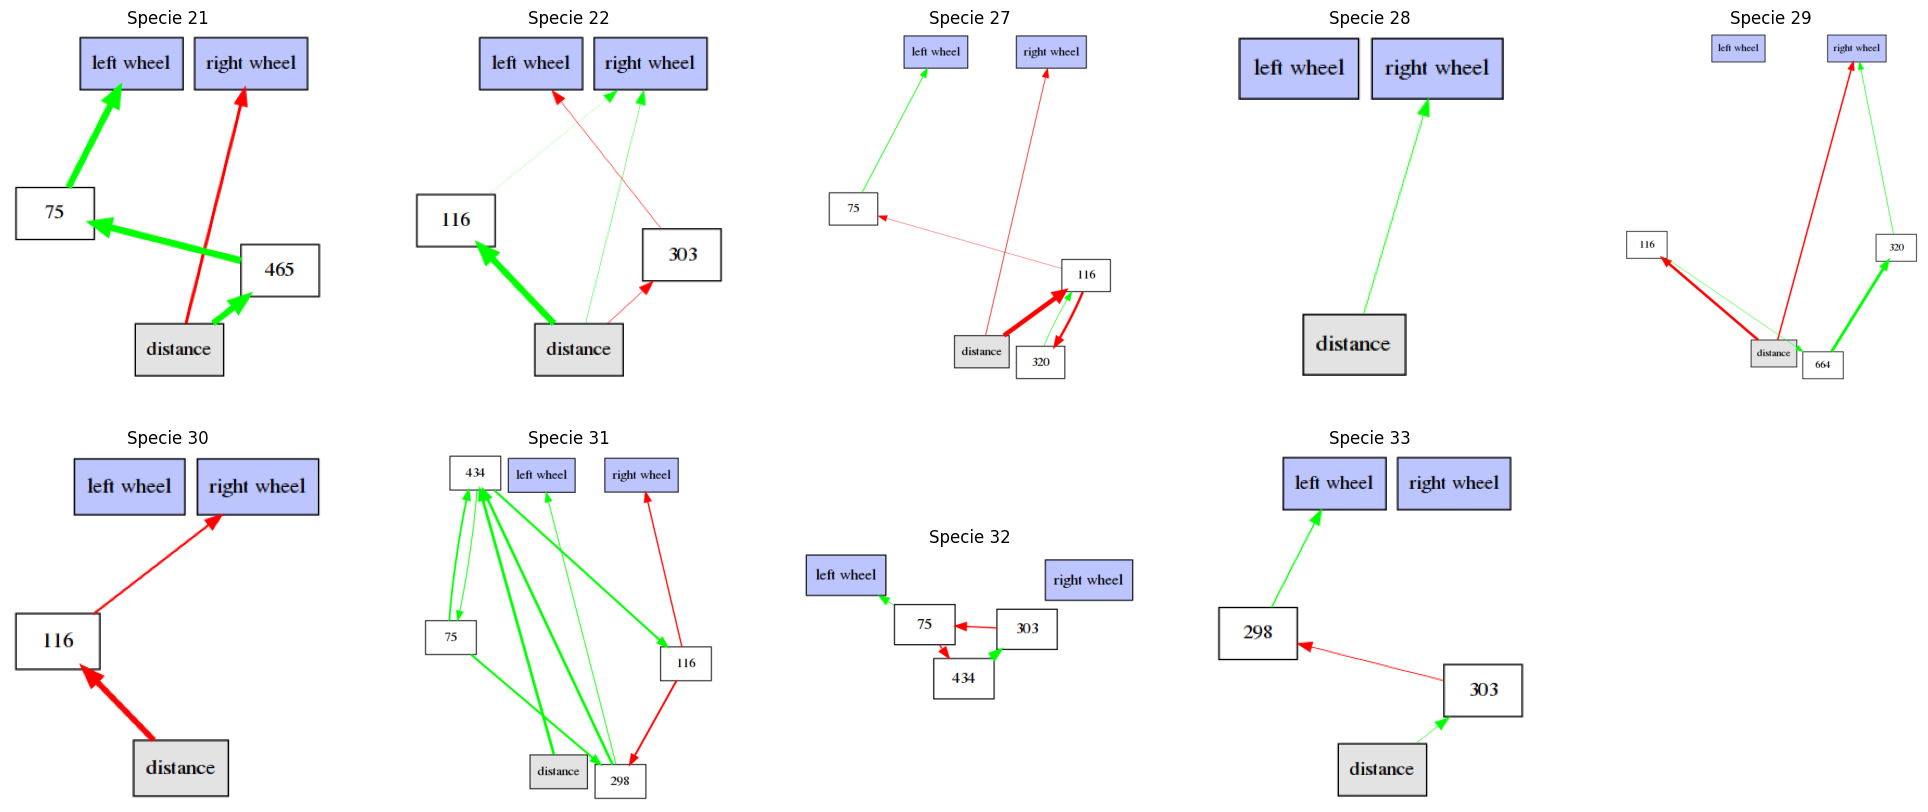 Specie 21
left wheel
right wheel
75
465
distance
Specie 22
left wheel
right wheel
116
303
distance
Specie 27
left wheel
right wheel
75
116
distance
320
Specie 28
left wheel
right wheel
distance
Specie 29
left wheel
right wheel
116
320
distance
664
Specie 30
left wheel
right wheel
116
distance
Specie 31
434
left wheel
right wheel
75
116
distance
298
Specie 32
left wheel
right wheel
75
303
434
Specie 33
left wheel
right wheel
298
303
distance